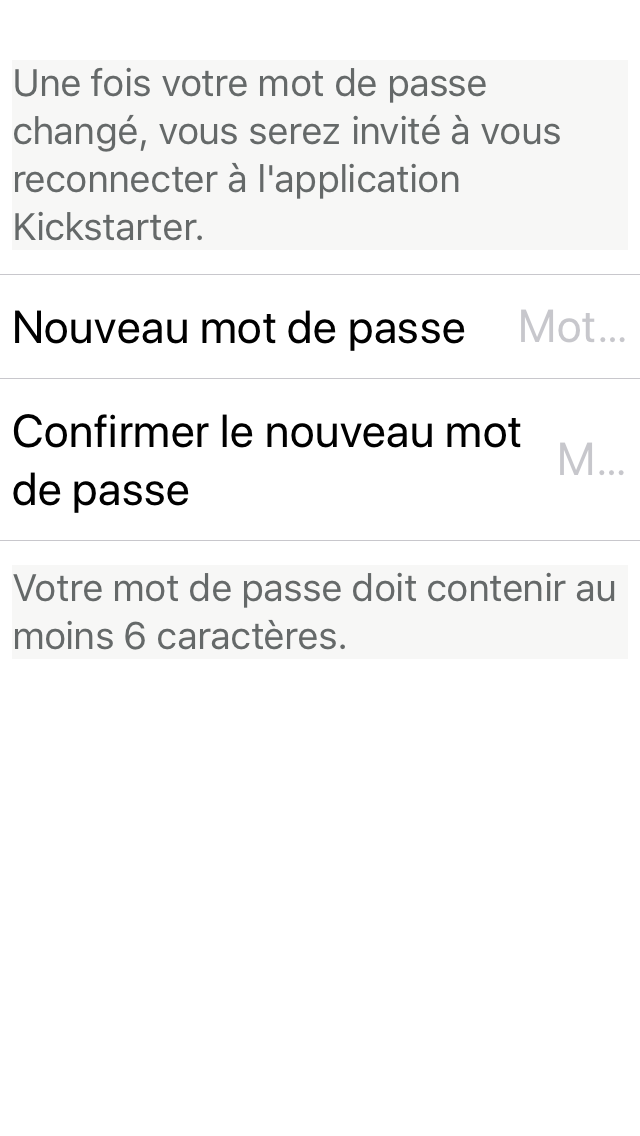 Une fois votre mot de passe
changé, vous serez invité à vous
reconnecter à l'application
Kickstarter.
Nouveau mot de passe
Mot...
Confirmer le nouveau mot
de passe
M...
Votre mot de passe doit contenir au
moins 6 caractères.